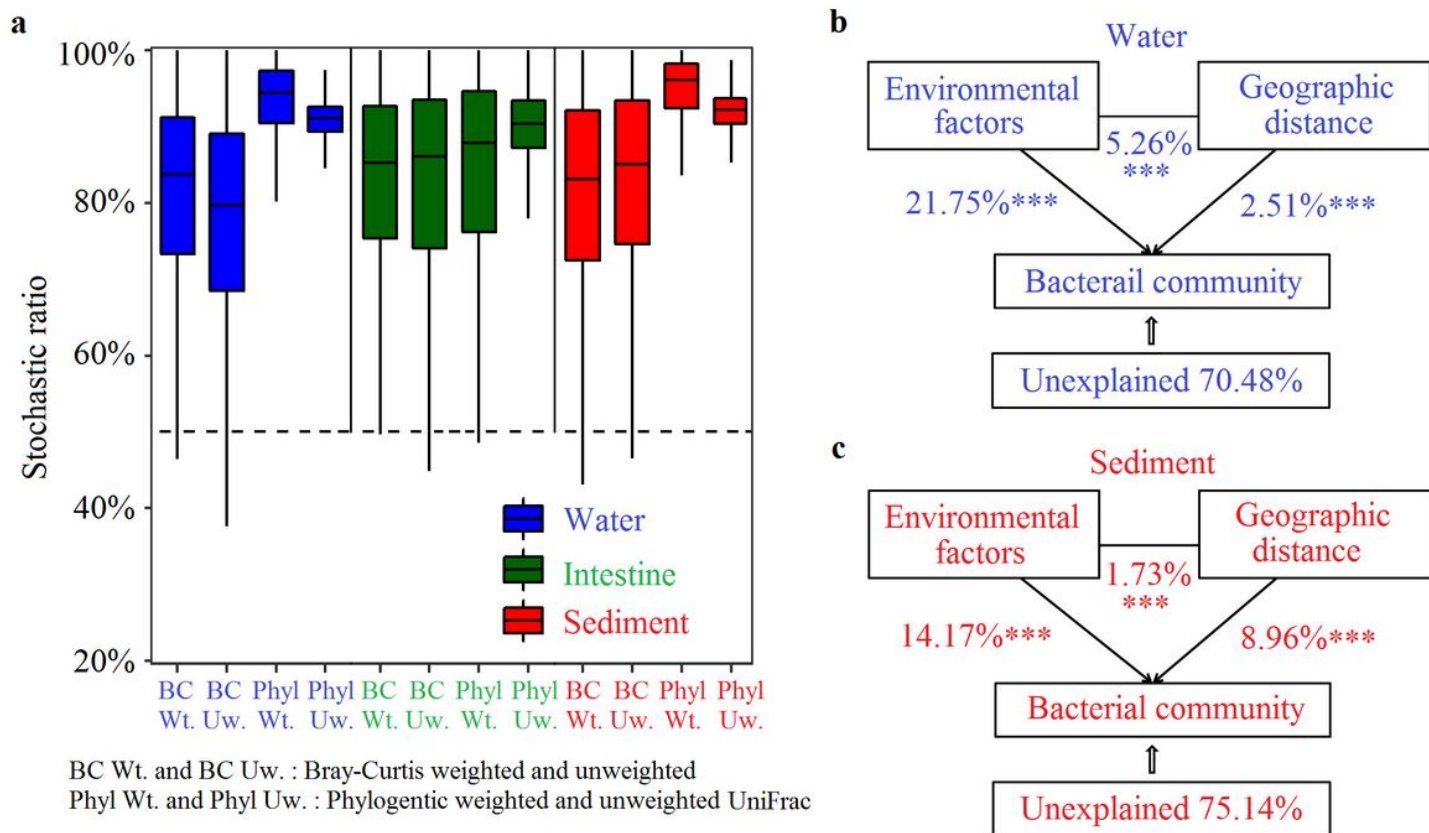 a
Stochastic ratio
100%
80%
60%
40%
20%
Water
Intestine
Sediment
BC BC Phyl Phyl BC BC Phyl Phyl BC BC Phyl Phyl
Wt. Uw. Wt. Uw. Wt. Uw. Wt. Uw. Wt. Uw. Wt. Uw.
BC Wt. and BC Uw. : Bray-Curtis weighted and unweighted
Phyl Wt. and Phyl Uw. : Phylogentic weighted and unweighted UniFrac
b
Water
Environmental
factors
Geographic
distance
5.26%
***
21.75%***
2.51%***
Bacterail community
⇧
Unexplained 70.48%
c
Sediment
Environmental
factors
Geographic
distance
1.73%
***
14.17%***
8.96%***
Bacterial community
⇧
Unexplained 75.14%